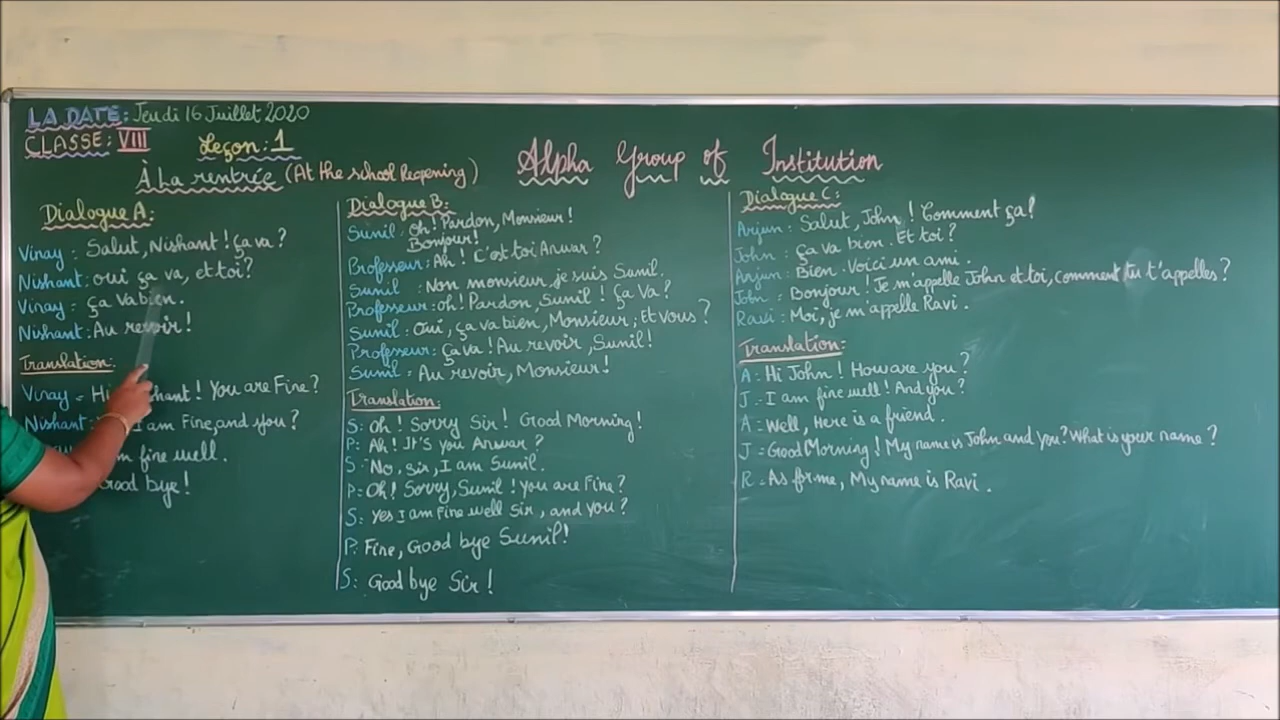 LA DATE: Jeudi 16 Juillet 2020
CLASSE: VIII
Leçon: 1
À La rentrée (At the school Reopening)
Alpha Group of Institution
Dialogue A:
Vinay: Salut, Nishant! ça va?
Nishant: oui ça va, et toi?
Vinay: ça va bien.
Nishant: Au revoir!
Translation:
Vinay: Hi Nishant! You are Fine?
Nishant: I am Fine, and you?
fine well.
Good bye!
Dialogue B:
Sunil: Oh! Pardon, Monsieur!
Bonjour!
Professeur: Ah! C'est toi Anwar?
Sunil: Non monsieur, je suis Sunil.
Professeur: oh! Pardon, Sunil! ça va?
Sunil: Oui, ça va bien, Monsieur; Et vous?
Professeur: ça va! Au revoir, Sunil!
Sunil: Au revoir, Monsieur!
Translation:
S: Oh! Sorry Sir! Good Morning!
P: Ah! It's you Anwar?
S: No, Sir, I am Sunil.
P: Oh! Sorry, Sunil! You are Fine?
S: Yes I am Fine well Sir, and You?
P: Fine, Good bye Sunil!
S: Good bye Sir!
Dialogue C:
Arjun: Salut, John! Comment ça?
John: ça va bien. Et toi?
Arjun: Bien. Voici un ami.
John: Bonjour! Je m'appelle John et toi, comment tu t'appelles?
Ravi: Moi, je m'appelle Ravi.
Translation:
A: Hi John! How are you?
J: I am fine well! And you?
A: Well, Here is a friend.
J: Good Morning! My name is John and you? What is your name?
R: As for me, My name is Ravi.